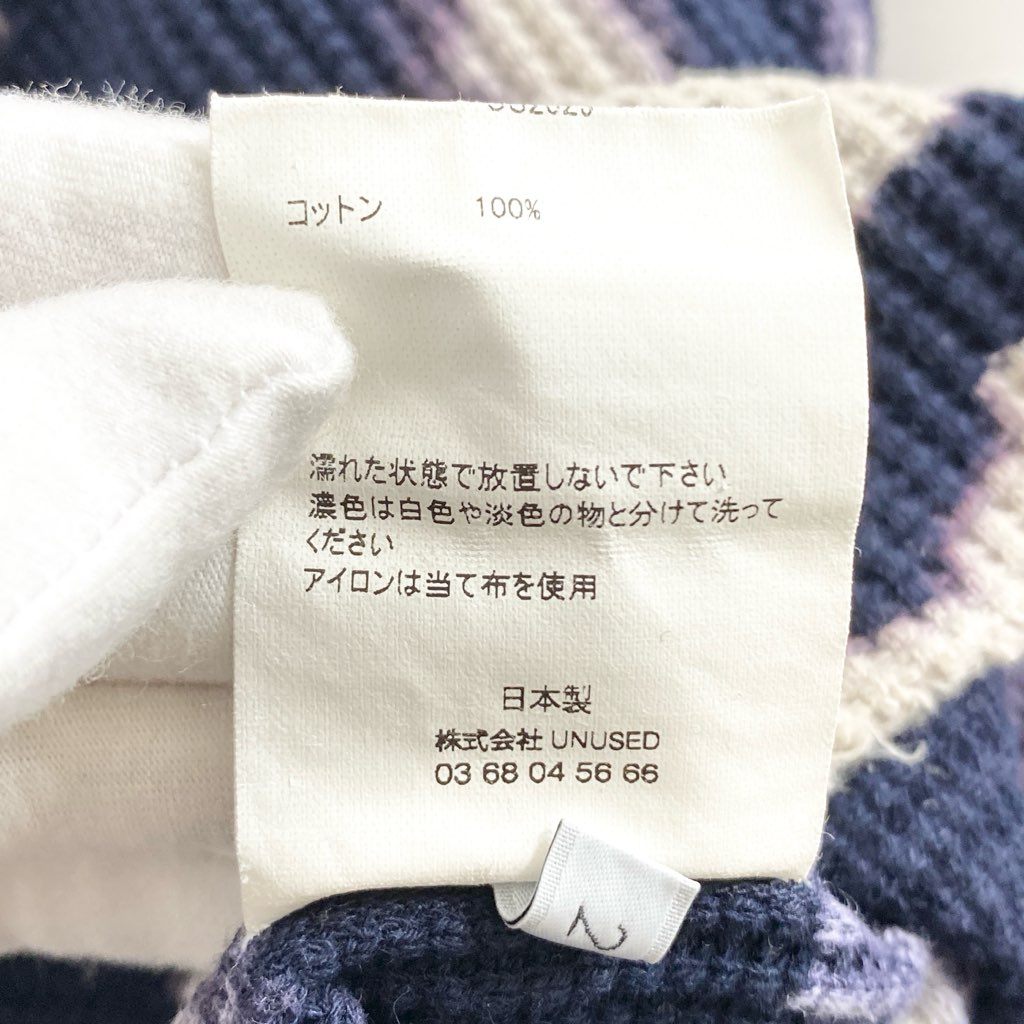 コットン 100%
濡れた状態で放置しないで下さい
濃色は白色や淡色の物と分けて洗って
ください
アイロンは当て布を使用
日本製
株式会社 UNUSED
03 68 04 56 66
2